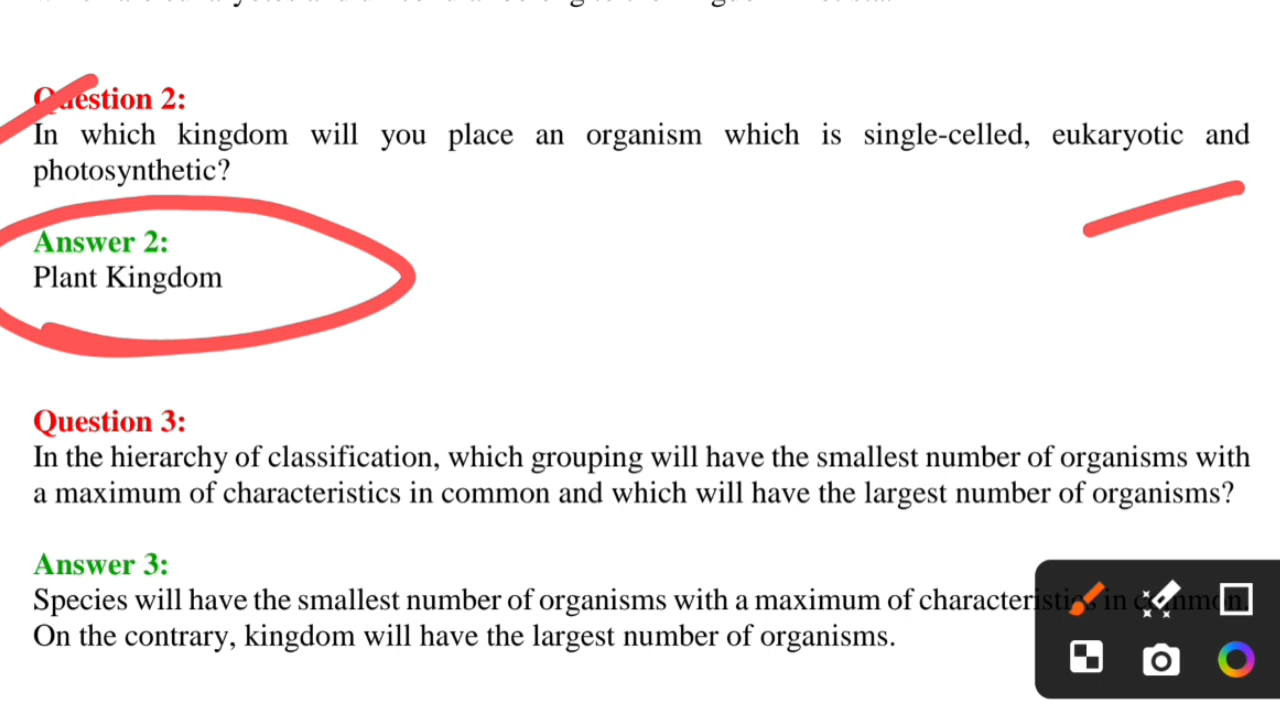 Question 2:
In which kingdom will you place an organism which is single-celled, eukaryotic and
photosynthetic?
Answer 2:
Plant Kingdom
Question 3:
In the hierarchy of classification, which grouping will have the smallest number of organisms with
a maximum of characteristics in common and which will have the largest number of organisms?
Answer 3:
Species will have the smallest number of organisms with a maximum of characteristics in common.
On the contrary, kingdom will have the largest number of organisms.